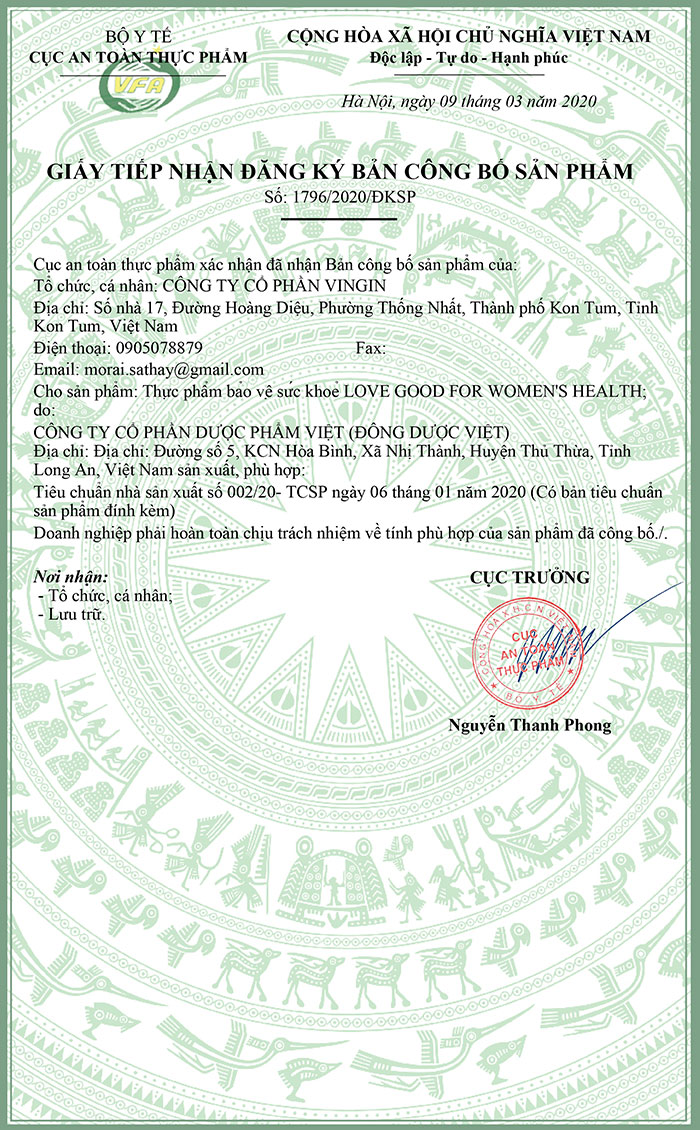 BỘ Y TẾ
CỤC AN TOÀN THỰC PHẨM
VFA
CỘNG HÒA XÃ HỘI CHỦ NGHĨA VIỆT NAM
Độc lập - Tự do - Hạnh phúc
Hà Nội, ngày 09 tháng 03 năm 2020
GIẤY TIẾP NHẬN ĐĂNG KÝ BẢN CÔNG BỐ SẢN PHẨM
Số: 1796/2020/ĐKSP
Cục an toàn thực phẩm xác nhận đã nhận Bản công bố sản phẩm của:
Tổ chức, cá nhân: CÔNG TY CỔ PHẦN VINGIN
Địa chỉ: Số nhà 17, Đường Hoàng Diệu, Phường Thống Nhất, Thành phố Kon Tum, Tỉnh
Kon Tum, Việt Nam
Điện thoại: 0905078879 Fax:
Email: morai.sathay@gmail.com
Cho sản phẩm: Thực phẩm bảo vệ sức khoẻ LOVE GOOD FOR WOMEN'S HEALTH;
do:
CÔNG TY CỔ PHẦN DƯỢC PHẨM VIỆT (ĐÔNG DƯỢC VIỆT)
Địa chỉ: Địa chỉ: Đường số 5, KCN Hòa Bình, Xã Nhị Thành, Huyện Thủ Thừa, Tỉnh
Long An, Việt Nam sản xuất, phù hợp:
Tiêu chuẩn nhà sản xuất số 002/20- TCSP ngày 06 tháng 01 năm 2020 (Có bản tiêu chuẩn
sản phẩm đính kèm)
Doanh nghiệp phải hoàn toàn chịu trách nhiệm về tính phù hợp của sản phẩm đã công bố./.
Nơi nhận:
- Tổ chức, cá nhân;
- Lưu trữ.
CỤC TRƯỞNG
CỘNG HÒA X.H.C.N VIỆT
CỤC
AN TOÀN
THỰC PHẨM
BỘ Y TẾ
Nguyễn Thanh Phong